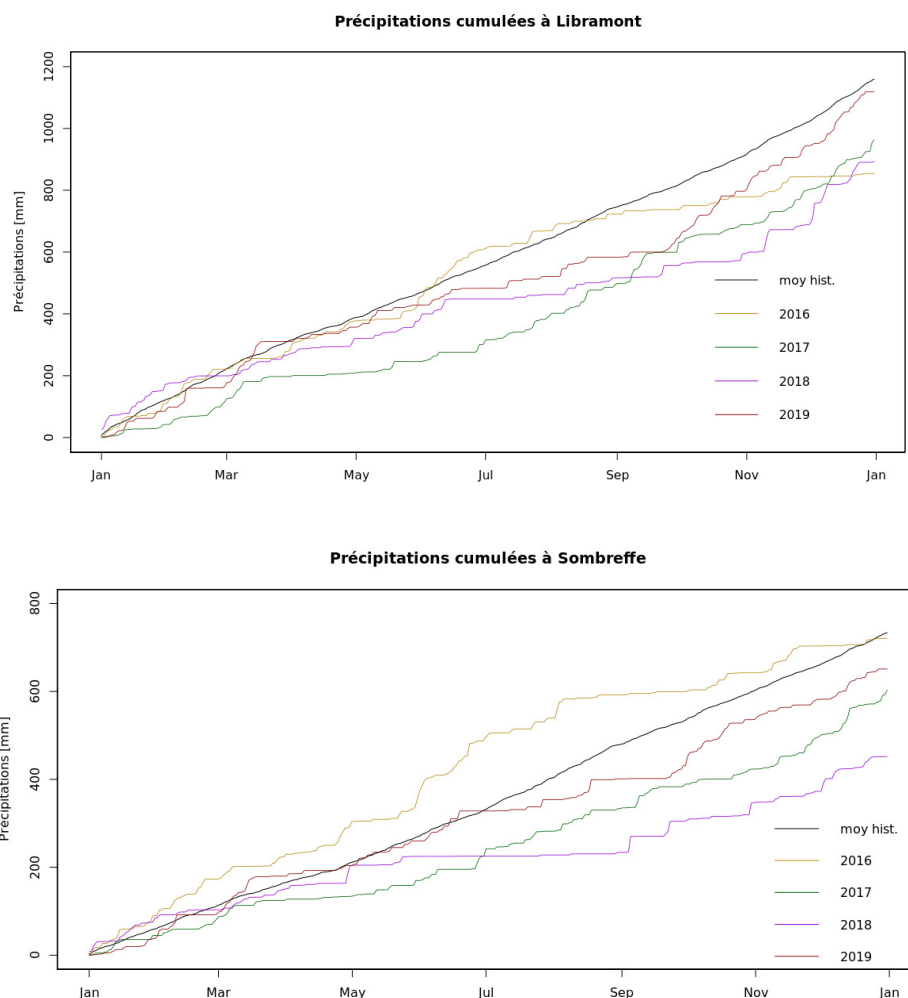 Précipitations cumulées à Libramont
1200
1000
800
600
400
200
0
Précipitations [mm]
moy hist.
2016
2017
2018
2019
Jan Mar May Jul Sep Nov Jan
Précipitations cumulées à Sombreffe
800
600
400
200
0
Précipitations [mm]
moy hist.
2016
2017
2018
2019
Jan Mar May Jul Sep Nov Jan